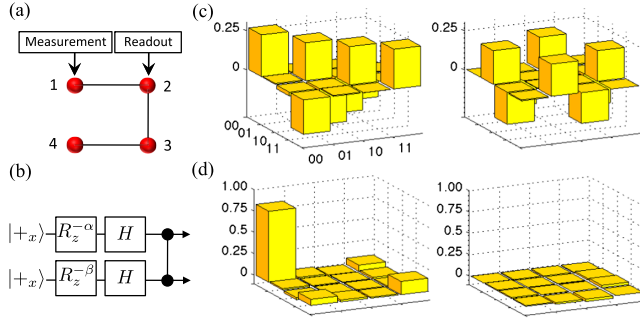 (a)
Measurement
Readout
1
2
4
3
(b)
|+ₓ⟩
R_z^{-α}
H
|+ₓ⟩
R_z^{-β}
H
(c)
0.25
0
00
01
10
11
00
01
10
11
0.25
0
(d)
1.00
0.75
0.50
0.25
0
1.00
0.75
0.50
0.25
0